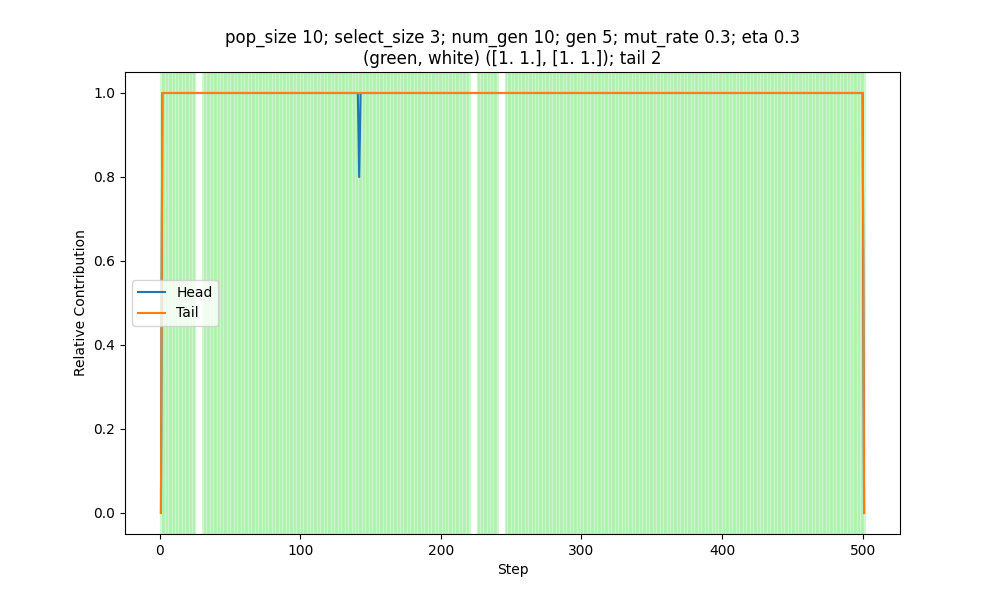 pop_size 10; select_size 3; num_gen 10; gen 5; mut_rate 0.3; eta 0.3
(green, white) ([1. 1.], [1. 1.]); tail 2
1.0
0.8
0.6
0.4
0.2
0.0
Relative Contribution
Head
Tail
0
100
200
300
400
500
Step